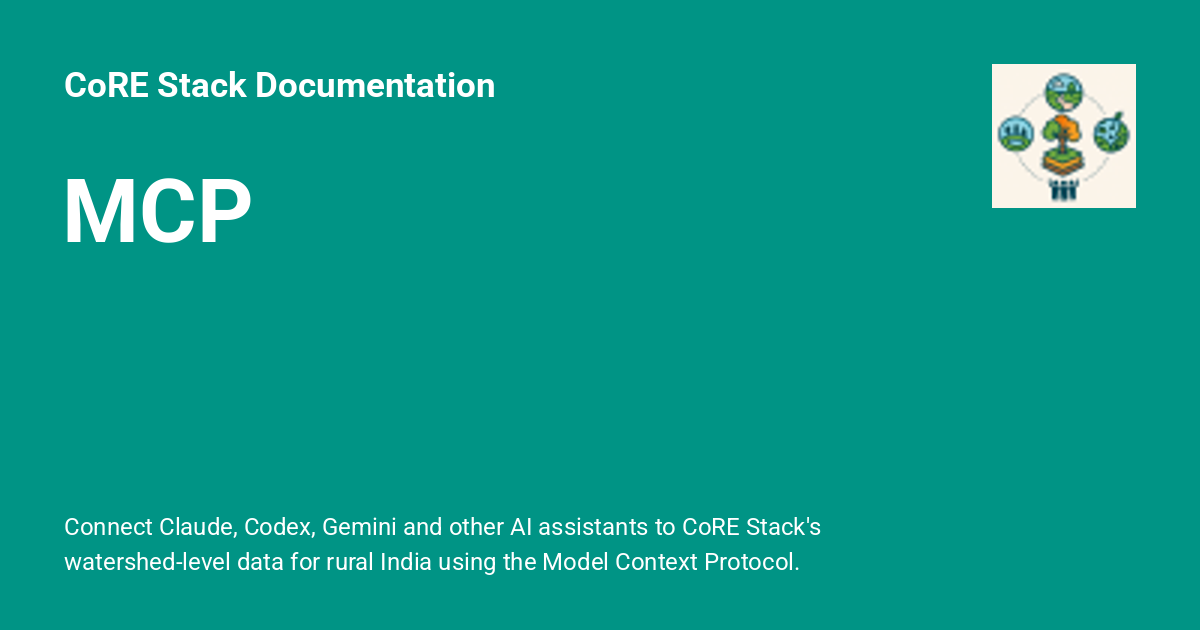 CoRE Stack Documentation
MCP
Connect Claude, Codex, Gemini and other AI assistants to CoRE Stack's
watershed-level data for rural India using the Model Context Protocol.